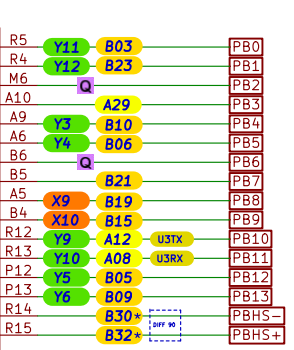 R5 Y11 B03 PB0
R4 Y12 B23 PB1
M6 Q PB2
A10 A29 PB3
A9 Y3 B10 PB4
A6 Y4 B06 PB5
B6 Q PB6
B5 B21 PB7
A5 X9 B19 PB8
B4 X10 B15 PB9
R12 Y9 A12 U3TX PB10
R13 Y10 A08 U3RX PB11
P12 Y5 B05 PB12
P13 Y6 B09 PB13
R14 B30* DIFF 90 PBHS-
R15 B32* PBHS+